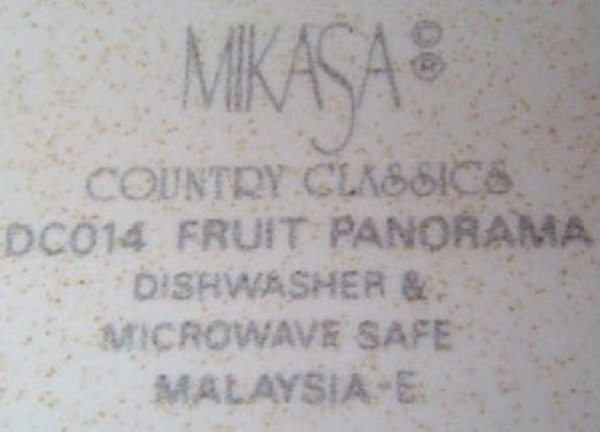 MIKASA ©
®
COUNTRY CLASSICS
DC014 FRUIT PANORAMA
DISHWASHER &
MICROWAVE SAFE
MALAYSIA-E